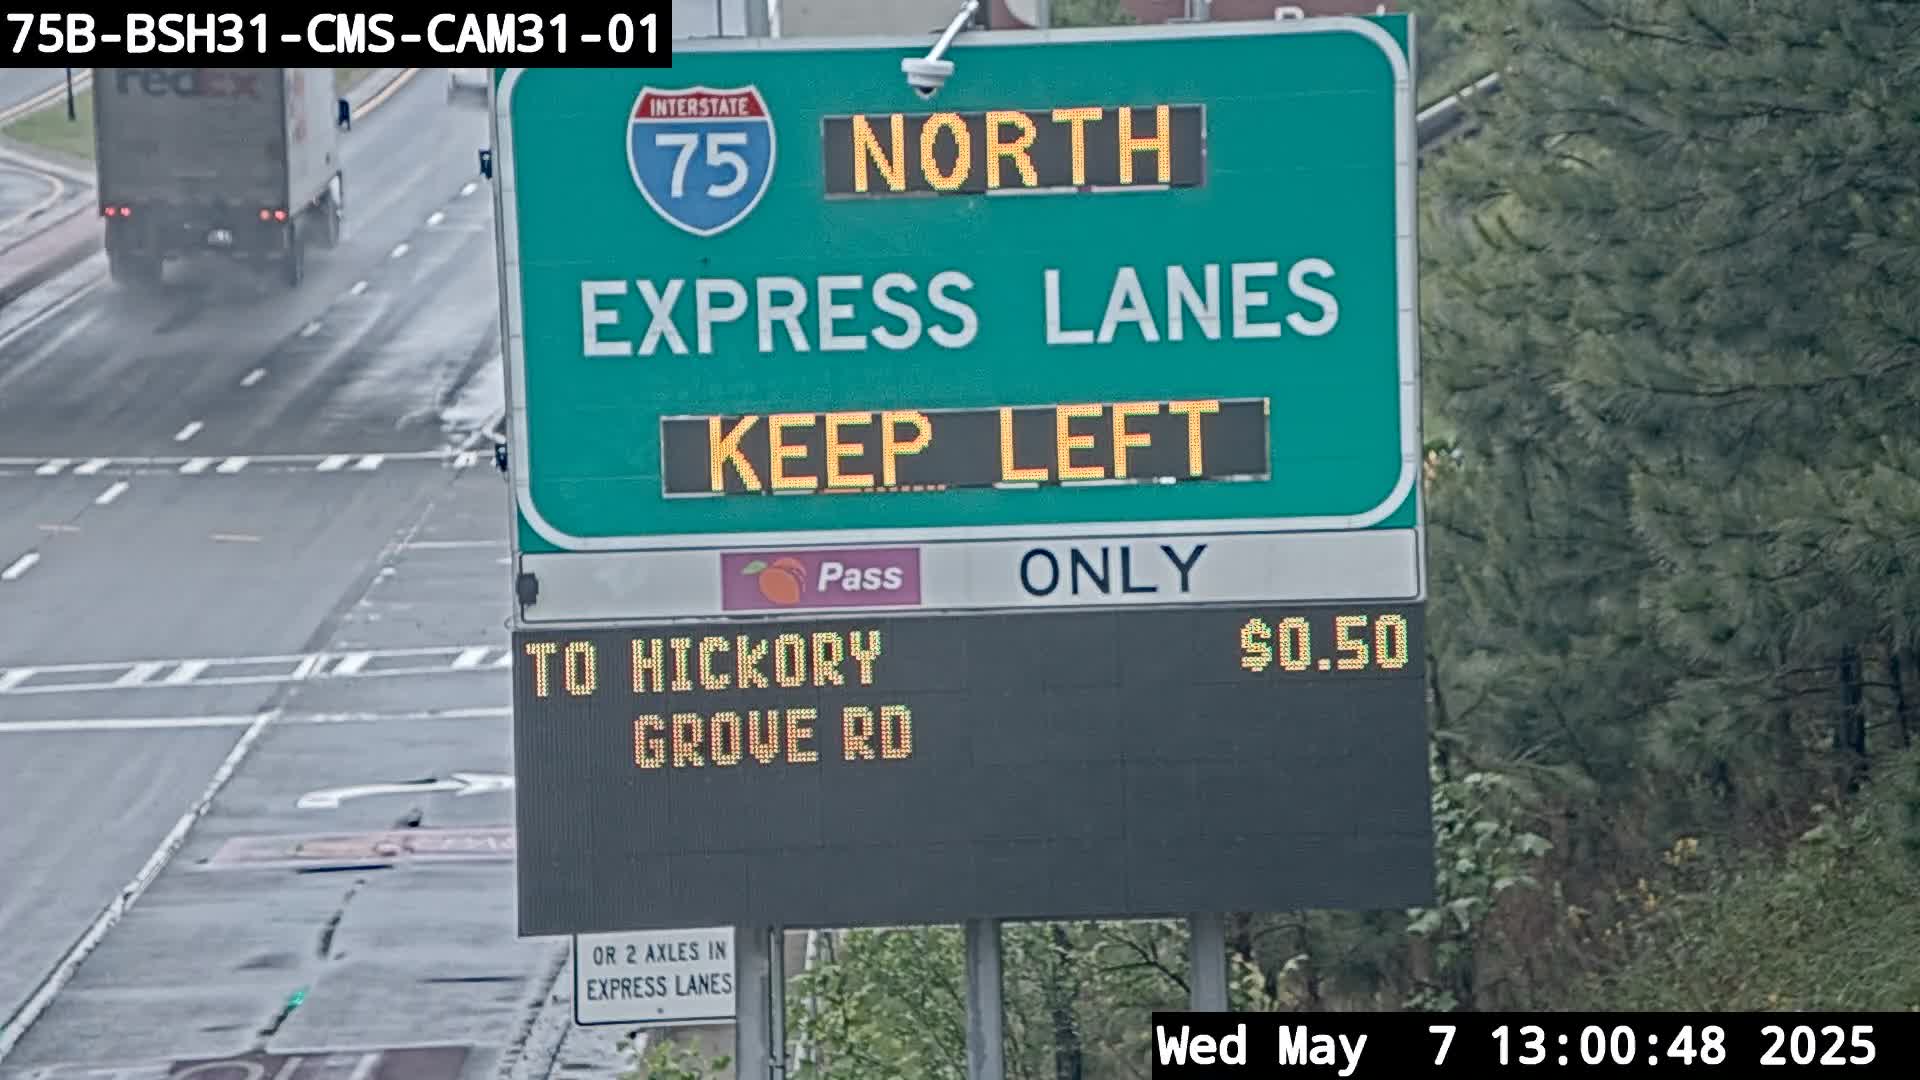 75B-BSH31-CMS-CAM31-01
FedEx
INTERSTATE
75
NORTH
EXPRESS LANES
KEEP LEFT
Pass
ONLY
TO HICKORY $0.50
GROVE RD
OR 2 AXLES IN
EXPRESS LANES
Wed May 7 13:00:48 2025